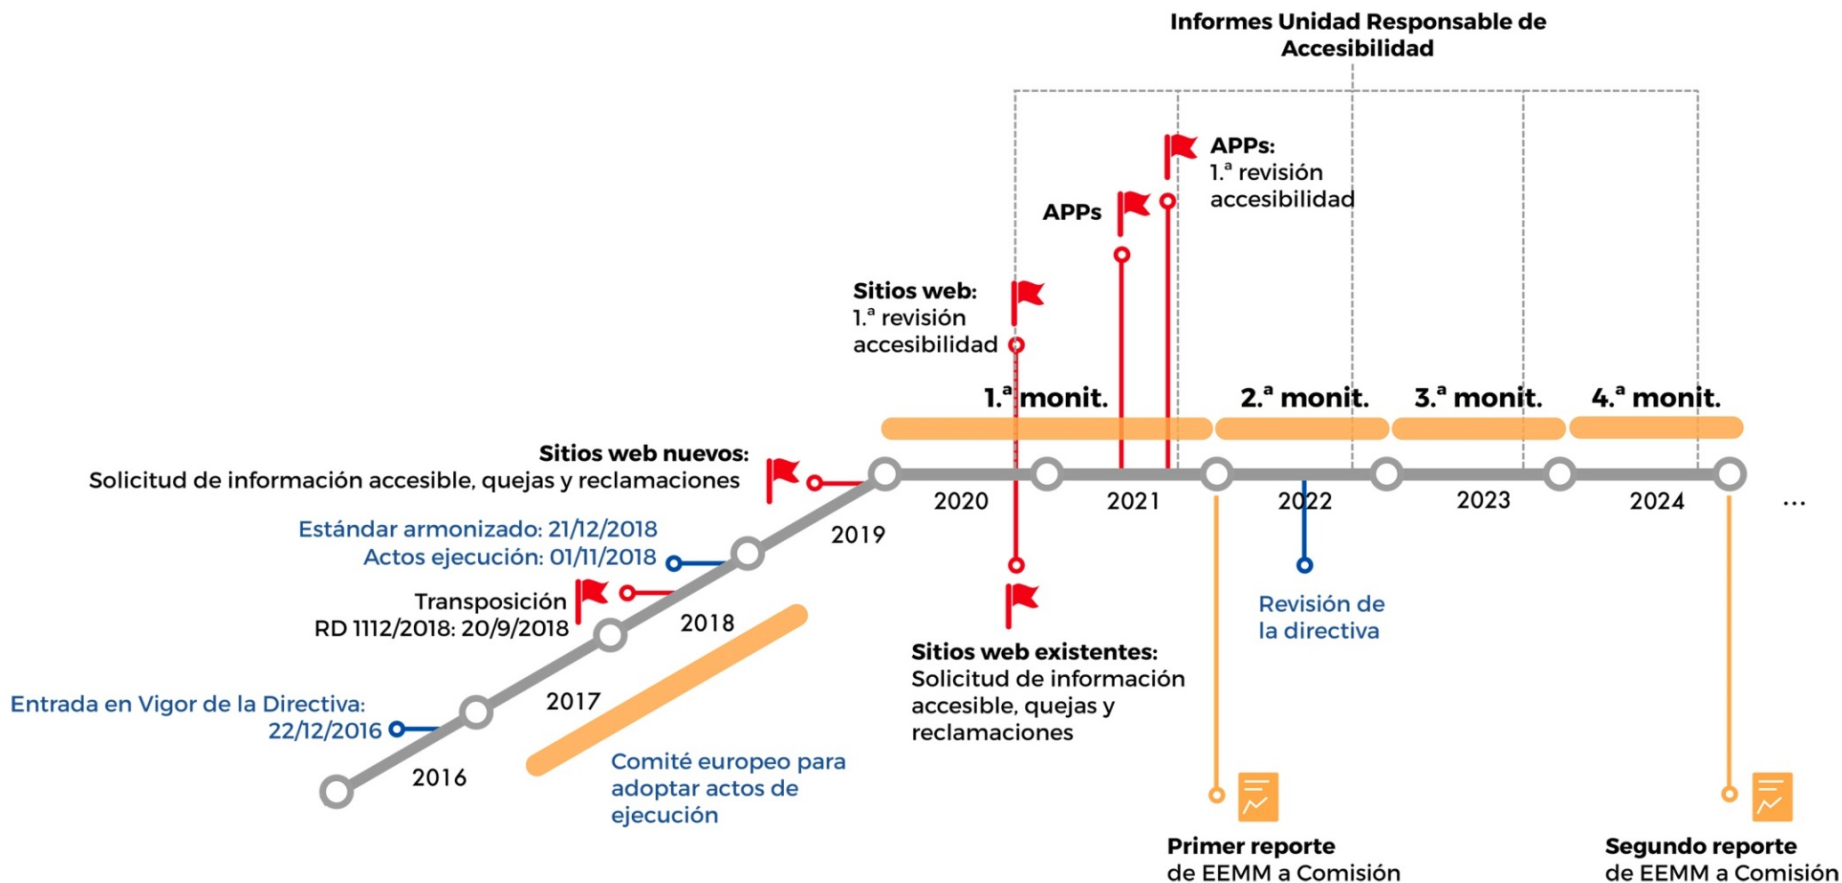 Informes Unidad Responsable de
Accesibilidad
APPs:
1.ª revisión
accesibilidad
APPs
Sitios web:
1.ª revisión
accesibilidad
1.ª monit.
2.ª monit.
3.ª monit.
4.ª monit.
Sitios web nuevos:
Solicitud de información accesible, quejas y reclamaciones
Estándar armonizado: 21/12/2018
Actos ejecución: 01/11/2018
Transposición
RD 1112/2018: 20/9/2018
Entrada en Vigor de la Directiva:
22/12/2016
2016
2017
2018
2019
2020
2021
2022
2023
2024
...
Comité europeo para
adoptar actos de
ejecución
Sitios web existentes:
Solicitud de información
accesible, quejas y
reclamaciones
Revisión de
la directiva
Primer reporte
de EEMM a Comisión
Segundo reporte
de EEMM a Comisión